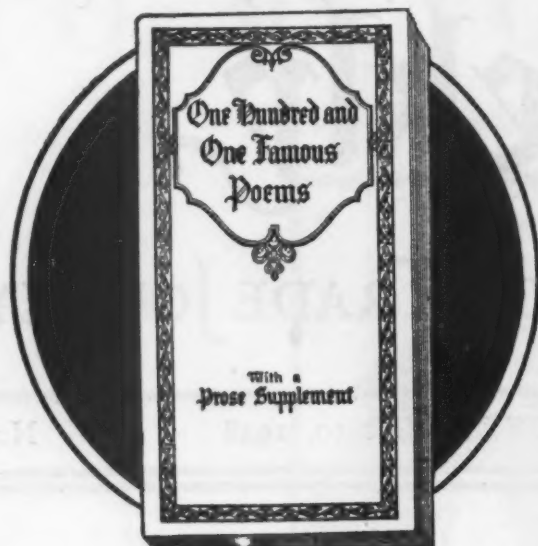 One Hundred and
One Famous
Poems
With a
Prose Supplement